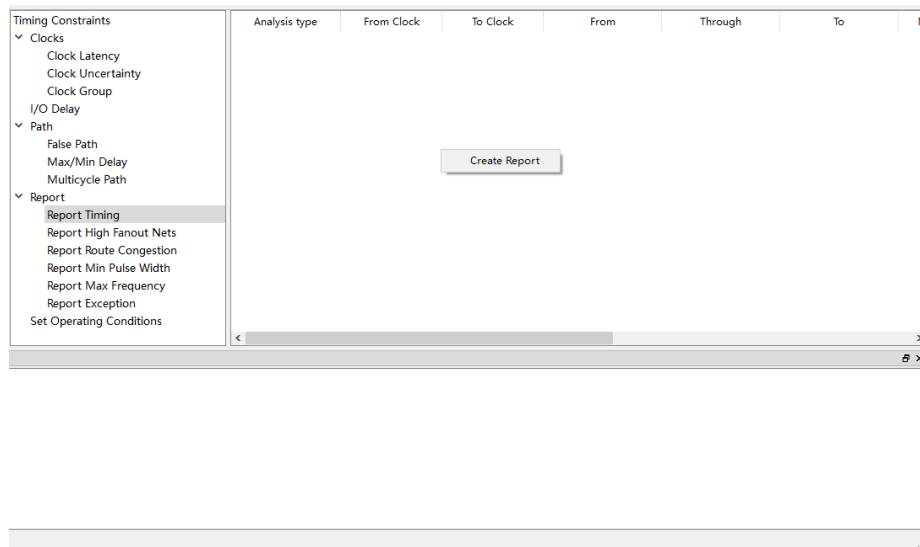 Timing Constraints
Clocks
Clock Latency
Clock Uncertainty
Clock Group
I/O Delay
Path
False Path
Max/Min Delay
Multicycle Path
Report
Report Timing
Report High Fanout Nets
Report Route Congestion
Report Min Pulse Width
Report Max Frequency
Report Exception
Set Operating Conditions
Analysis type From Clock To Clock From Through To
Create Report